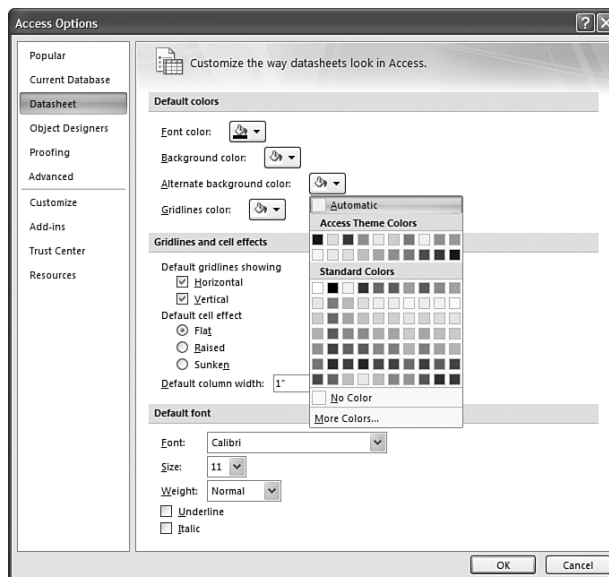 Access Options
Popular
Current Database
Datasheet
Object Designers
Proofing
Advanced
Customize
Add-ins
Trust Center
Resources
Customize the way datasheets look in Access.
Default colors
Font color:
Background color:
Alternate background color:
Gridlines color:
Automatic
Access Theme Colors
Standard Colors
No Color
More Colors...
Gridlines and cell effects
Default gridlines showing
Horizontal
Vertical
Default cell effect
Flat
Raised
Sunken
Default column width: 1"
Default font
Font: Calibri
Size: 11
Weight: Normal
Underline
Italic
OK Cancel